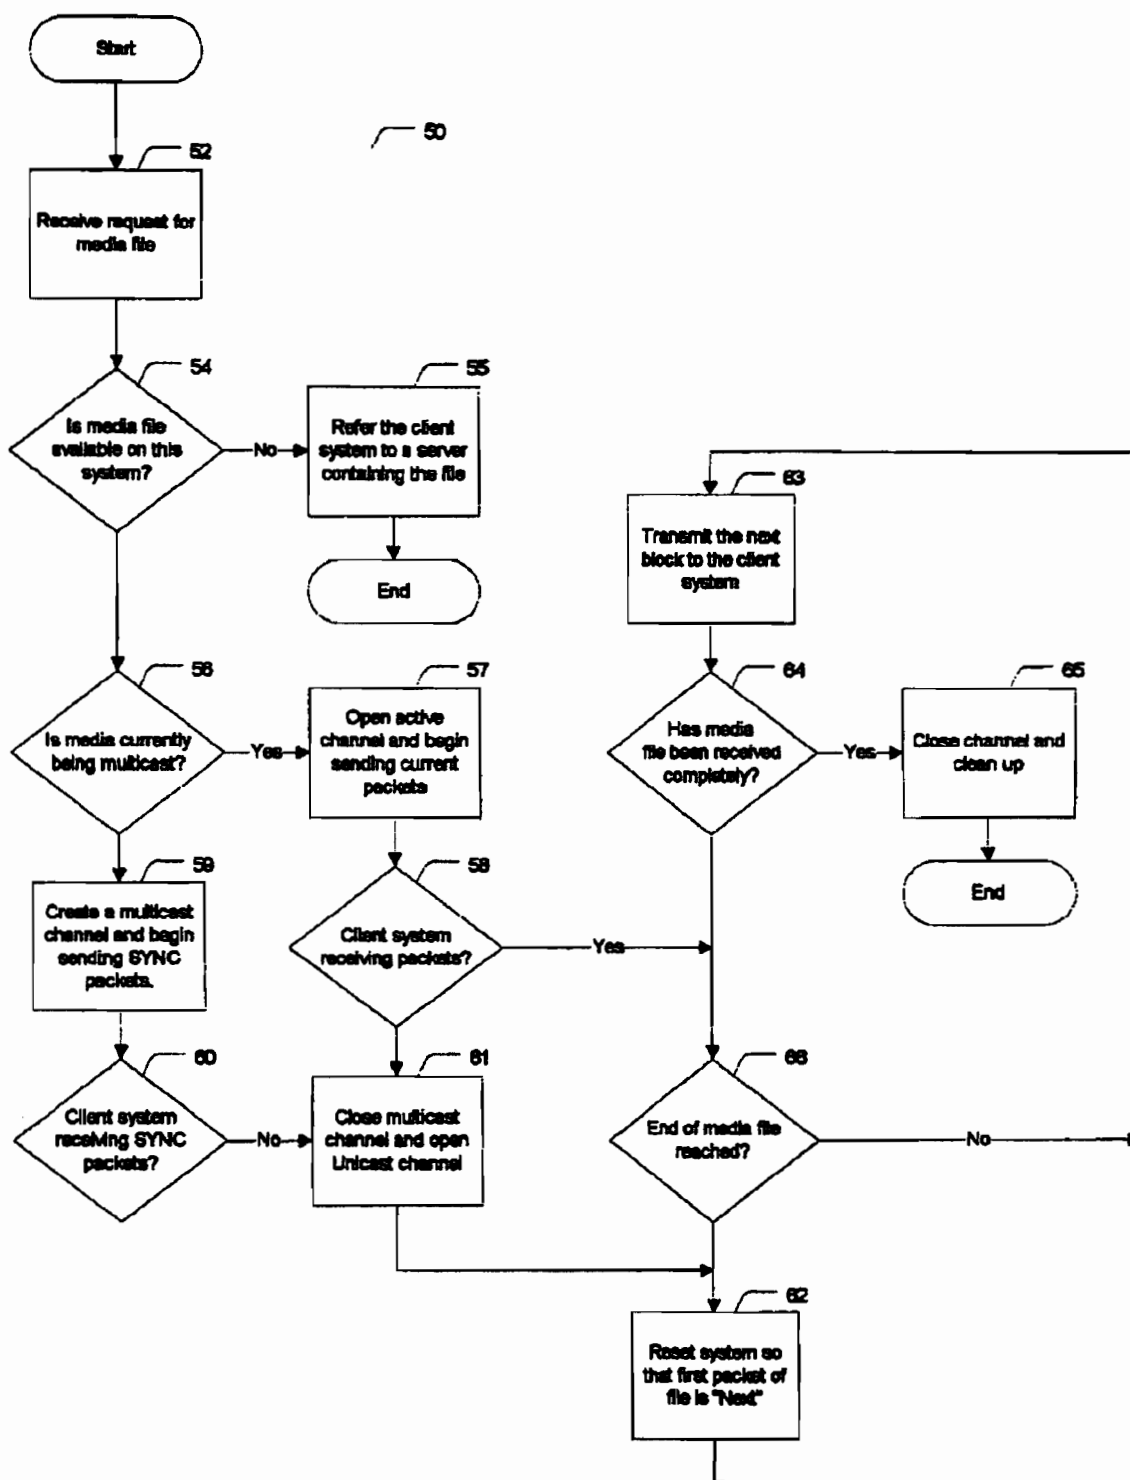 Start
50
52
Receive request for
media file
54
Is media file
available on this
system?
No
55
Refer the client
system to a server
containing the file
End
56
Is media currently
being multicast?
Yes
57
Open active
channel and begin
sending current
packets
58
Client system
receiving packets?
Yes
59
Create a multicast
channel and begin
sending SYNC
packets.
60
Client system
receiving SYNC
packets?
No
61
Close multicast
channel and open
Unicast channel
63
Transmit the next
block to the client
system
64
Has media
file been received
completely?
Yes
65
Close channel and
clean up
End
66
End of media file
reached?
No
62
Reset system so
that first packet of
file is "Next"